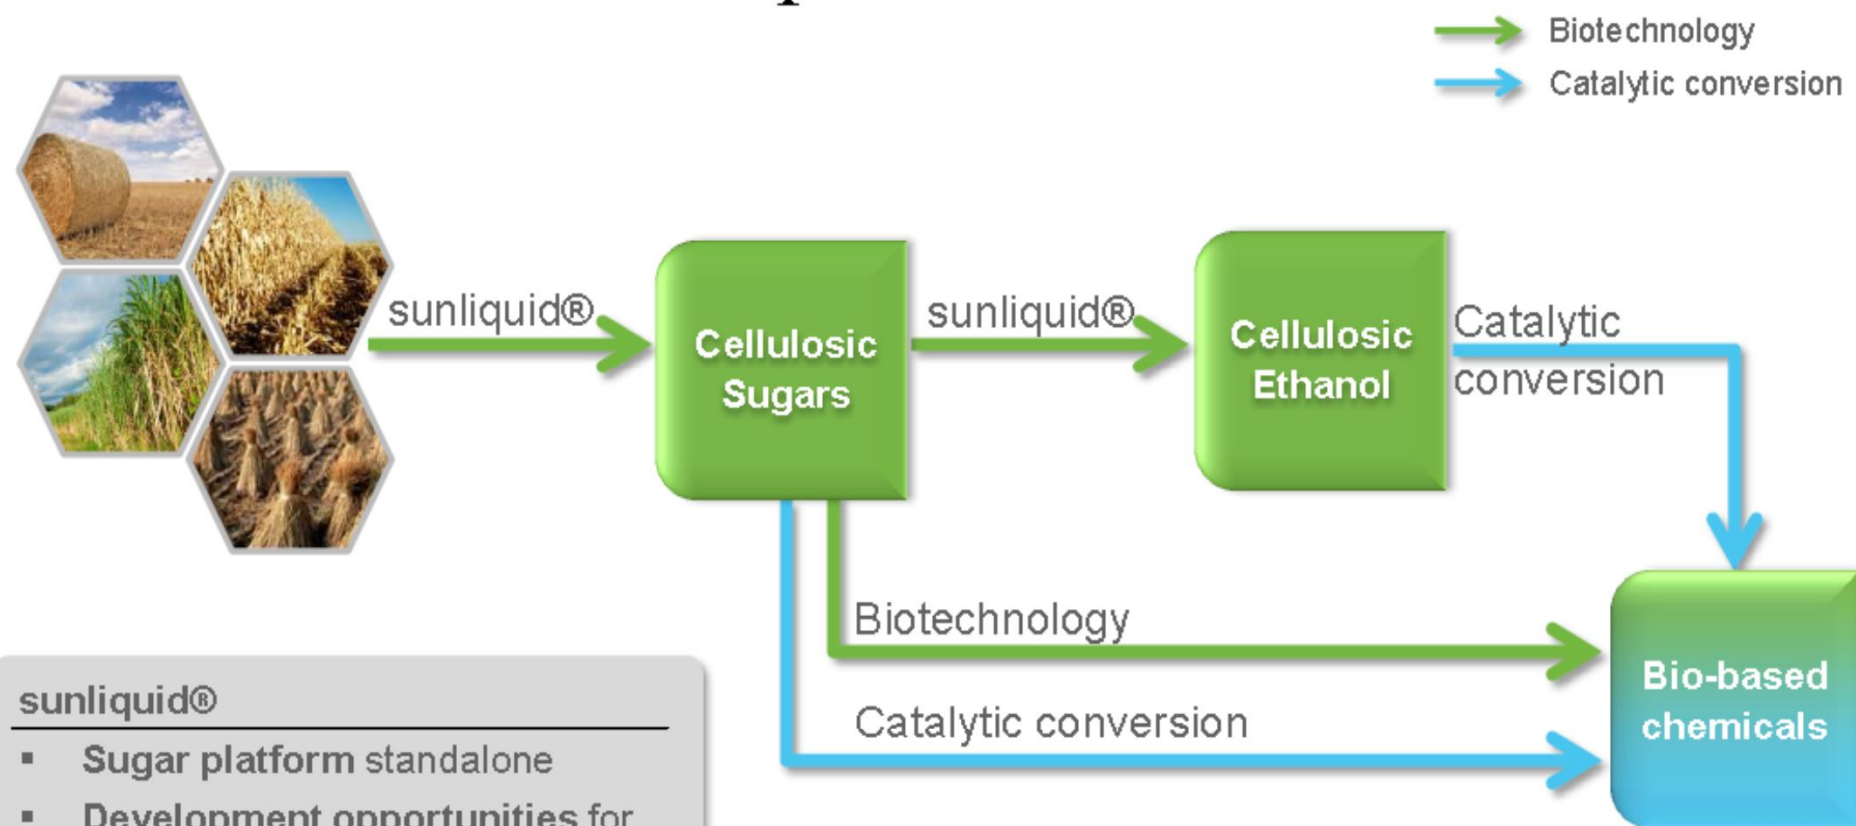 Biotechnology
Catalytic conversion
sunliquid®
sunliquid®
Cellulosic
Sugars
Cellulosic
Ethanol
Catalytic
conversion
Biotechnology
Catalytic conversion
Bio-based
chemicals
sunliquid®
▪ Sugar platform standalone
▪ Development opportunities for